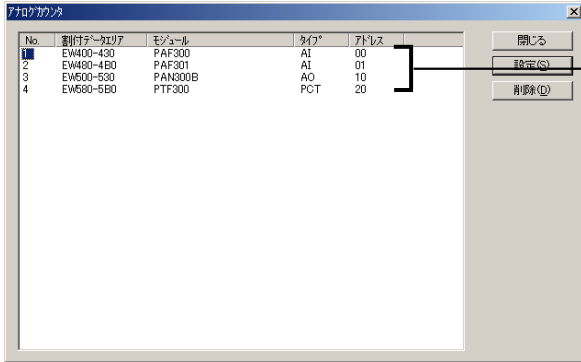 アナログカウンタ
No. 割付データエリア モジュール タイプ アドレス
1 EW400-430 PAF300 AI 00
2 EW480-4B0 PAF301 AI 01
3 EW500-530 PAN300B AO 10
4 EW580-5B0 PTF300 PCT 20
閉じる
設定(S)
削除(D)